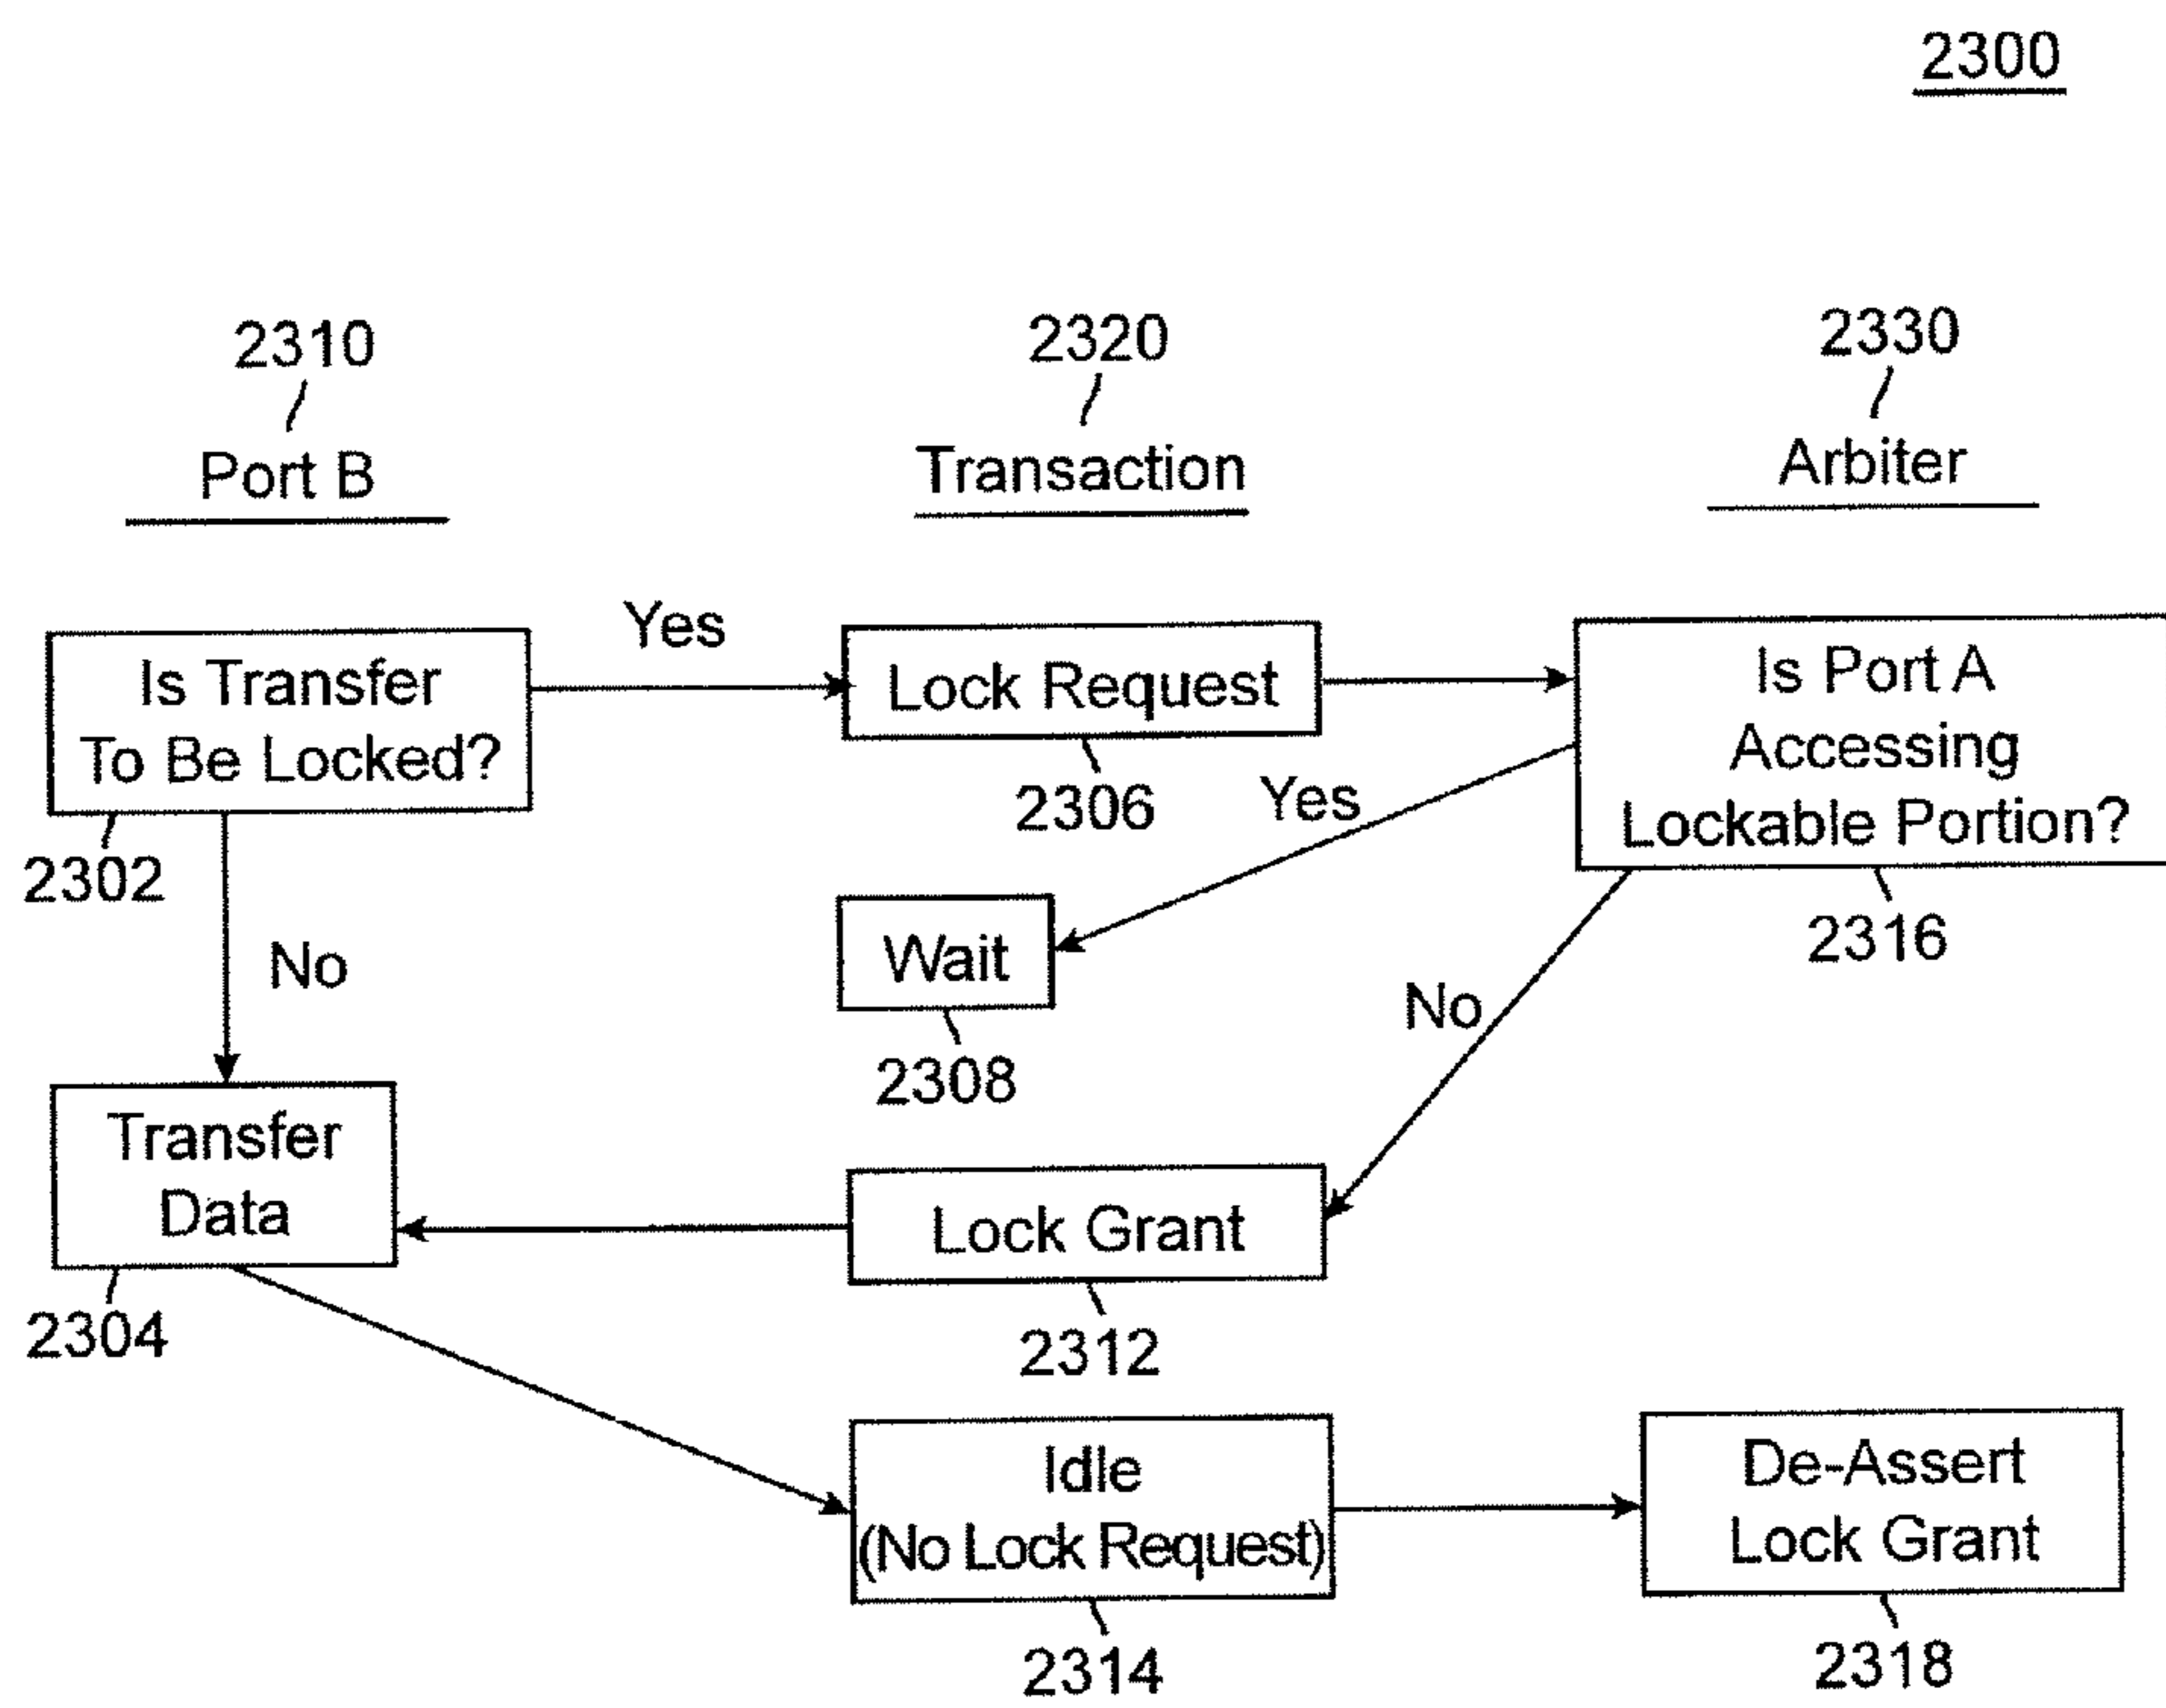 2300
2310
2320
2330
Port B
Transaction
Arbiter
Is Transfer
To Be Locked?
2302
Yes
Lock Request
2306
Is Port A
Accessing
Lockable Portion?
2316
Yes
Wait
2308
No
No
Transfer
Data
2304
Lock Grant
2312
Idle
(No Lock Request)
2314
De-Assert
Lock Grant
2318